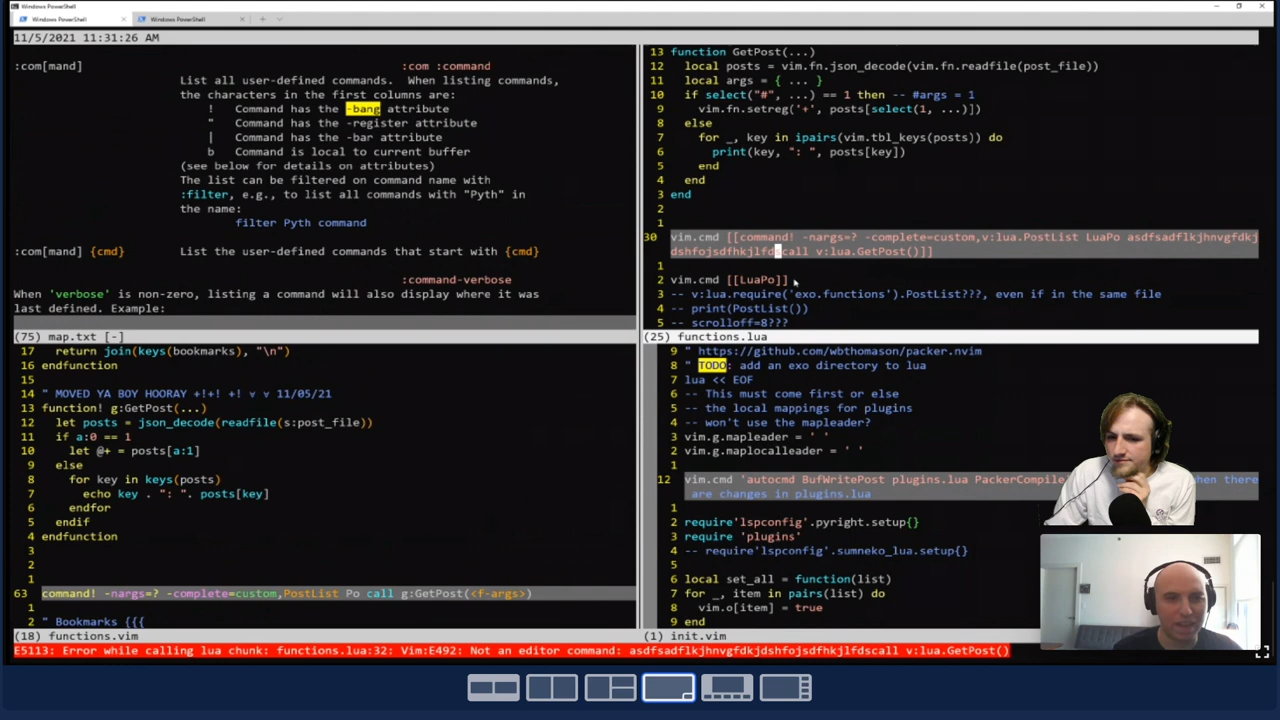 Windows PowerShell
Windows PowerShell
Windows PowerShell
11/5/2021 11:31:26 AM
:com[mand] :com :command
List all user-defined commands. When listing commands,
the characters in the first columns are:
! Command has the -bang attribute
" Command has the -register attribute
| Command has the -bar attribute
b Command is local to current buffer
(see below for details on attributes)
The list can be filtered on command name with
:filter, e.g., to list all commands with "Pyth" in
the name:
filter Pyth command
:com[mand] {cmd} List the user-defined commands that start with {cmd}
:command-verbose
When 'verbose' is non-zero, listing a command will also display where it was
last defined. Example:
(75) map.txt [-]
17 return join(keys(bookmarks), "\n")
16 endfunction
15
14 " MOVED YA BOY HOORAY +!+! +! v v 11/05/21
13 function! g:GetPost(...)
12 let posts = json_decode(readfile(s:post_file))
11 if a:0 == 1
10 let @+ = posts[a:1]
9 else
8 for key in keys(posts)
7 echo key . ": ". posts[key]
6 endfor
5 endif
4 endfunction
3
2
1
63 command! -nargs=? -complete=custom,PostList Po call g:GetPost(<f-args>)
1
2 " Bookmarks {{{
(18) functions.vim
13 function GetPost(...)
12 local posts = vim.fn.json_decode(vim.fn.readfile(post_file))
11 local args = { ... }
10 if select("#", ...) == 1 then -- #args = 1
9 vim.fn.setreg('+', posts[select(1, ...)])
8 else
7 for _, key in ipairs(vim.tbl_keys(posts)) do
6 print(key, ": ", posts[key])
5 end
4 end
3 end
2
1
30 vim.cmd [[command! -nargs=? -complete=custom,v:lua.PostList LuaPo asdfsadflkjhnvgfdkj
dshfojsdfhkjlfdscall v:lua.GetPost()]]
1
2 vim.cmd [[LuaPo]]
3 -- v:lua.require('exo.functions').PostList???, even if in the same file
4 -- print(PostList())
5 -- scrolloff=8???
(25) functions.lua
9 " https://github.com/wbthomason/packer.nvim
8 " TODO: add an exo directory to lua
7 lua << EOF
6 -- This must come first or else
5 -- the local mappings for plugins
4 -- won't use the mapleader?
3 vim.g.mapleader = ' '
2 vim.g.maplocalleader = ' '
1
12 vim.cmd 'autocmd BufWritePost plugins.lua PackerCompile hen there
are changes in plugins.lua
1
2 require'lspconfig'.pyright.setup{}
3 require 'plugins'
4 -- require'lspconfig'.sumneko_lua.setup{}
5
6 local set_all = function(list)
7 for _, item in pairs(list) do
8 vim.o[item] = true
9 end
(1) init.vim
E5113: Error while calling lua chunk: functions.lua:32: Vim:E492: Not an editor command: asdfsadflkjhnvgfdkjdshfojsdfhkjlfdscall v:lua.GetPost()